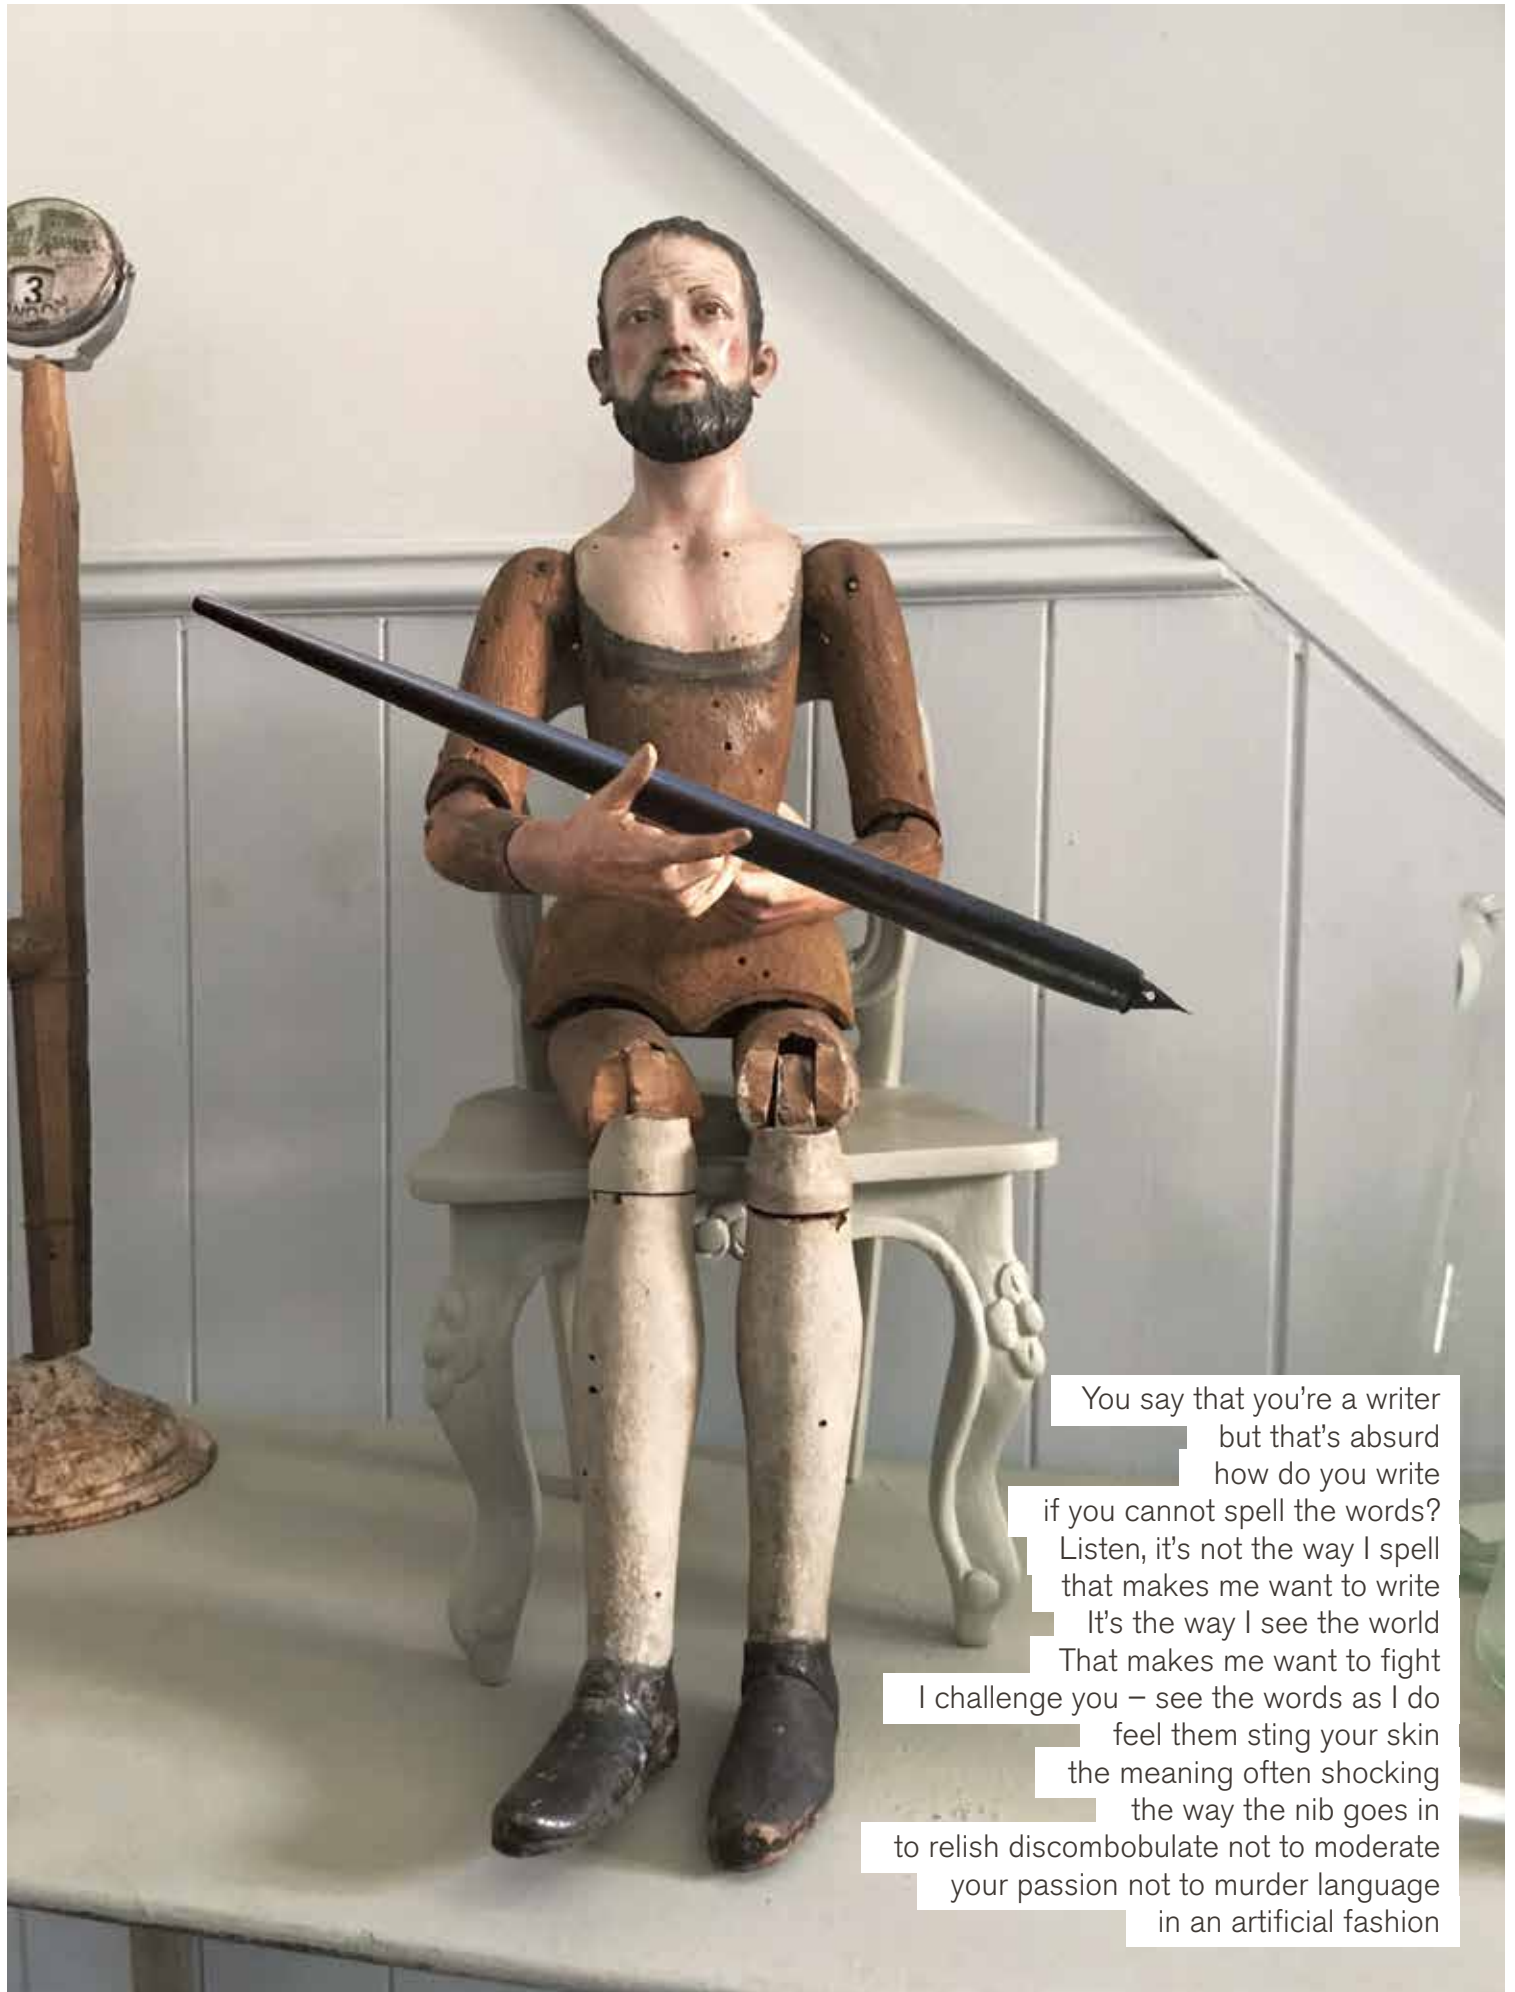 3
You say that you’re a writer
but that’s absurd
how do you write
if you cannot spell the words?
Listen, it’s not the way I spell
that makes me want to write
It’s the way I see the world
That makes me want to fight
I challenge you – see the words as I do
feel them sting your skin
the meaning often shocking
the way the nib goes in
to relish discombobulate not to moderate
your passion not to murder language
in an artificial fashion